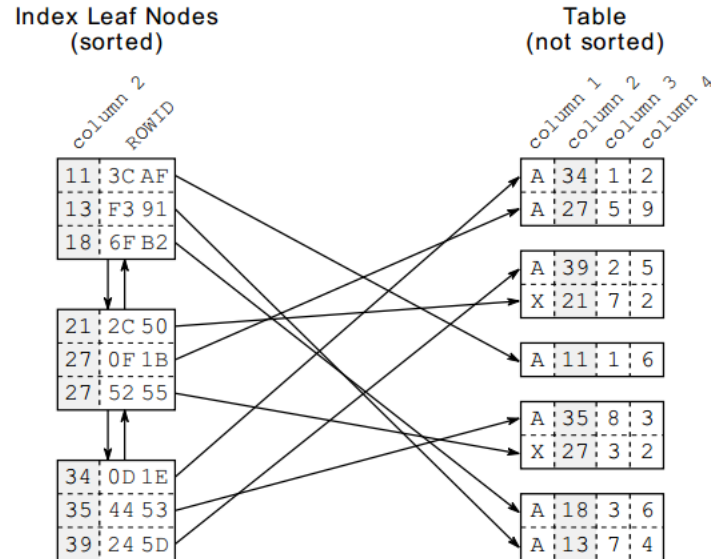 Index Leaf Nodes
(sorted)
column 2
ROWID
11 3C AF
13 F3 91
18 6F B2
21 2C 50
27 0F 1B
27 52 55
34 0D 1E
35 44 53
39 24 5D
Table
(not sorted)
column 1
column 2
column 3
column 4
A 34 1 2
A 27 5 9
A 39 2 5
X 21 7 2
A 11 1 6
A 35 8 3
X 27 3 2
A 18 3 6
A 13 7 4